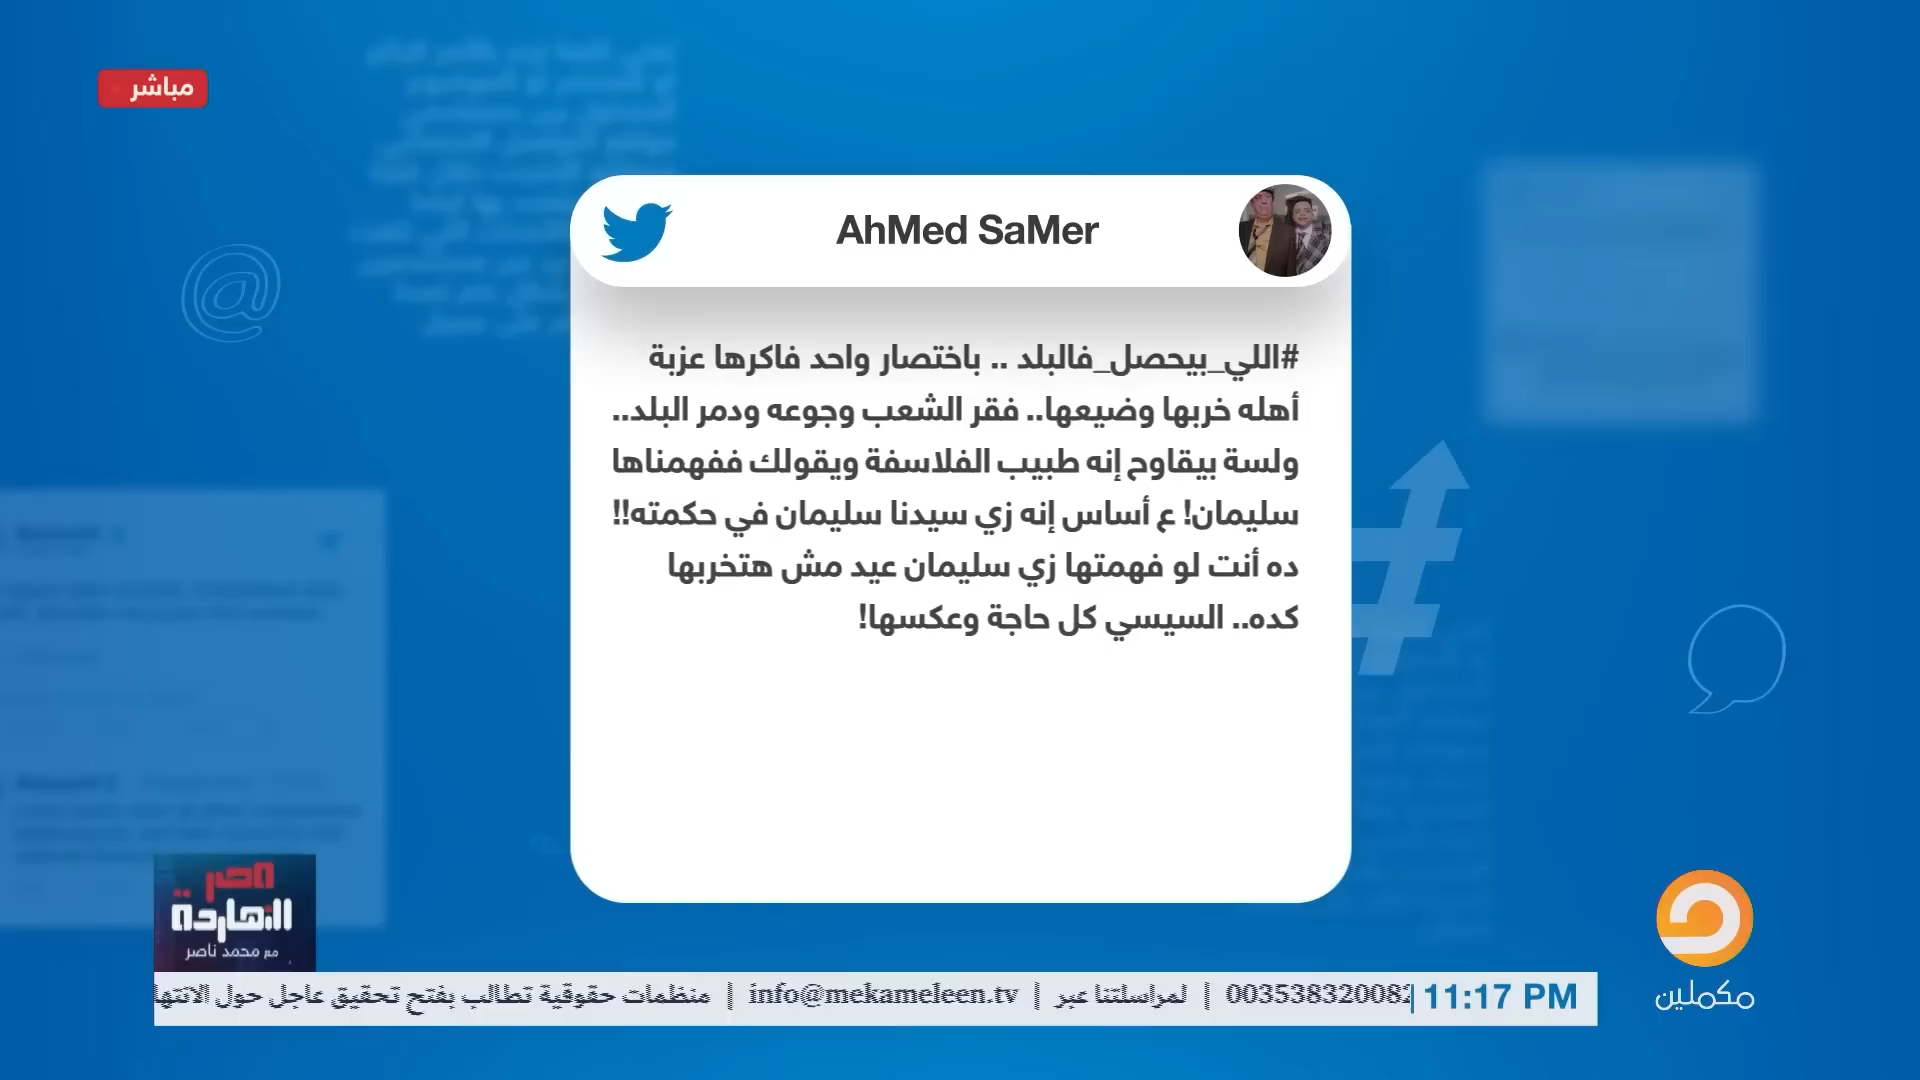 مباشر
AhMed SaMer
#اللي_بيحصل_فالبلد .. باختصار واحد فاكرها عزبة
أهله خربها وضيعها.. فقر الشعب وجوعه ودمر البلد..
ولسة بيقاوح إنه طبيب الفلاسفة ويقولك ففهمناها
سليمان! ع أساس إنه زي سيدنا سليمان في حكمته!!
ده أنت لو فهمتها زي سليمان عيد مش هتخربها
كده.. السيسي كل حاجة وعكسها!
مصر
النهاردة
مع محمد ناصر
003538320082 | لمراسلتنا عبر | info@mekameleen.tv | منظمات حقوقية تطالب بفتح تحقيق عاجل حول
11:17 PM
مكملين